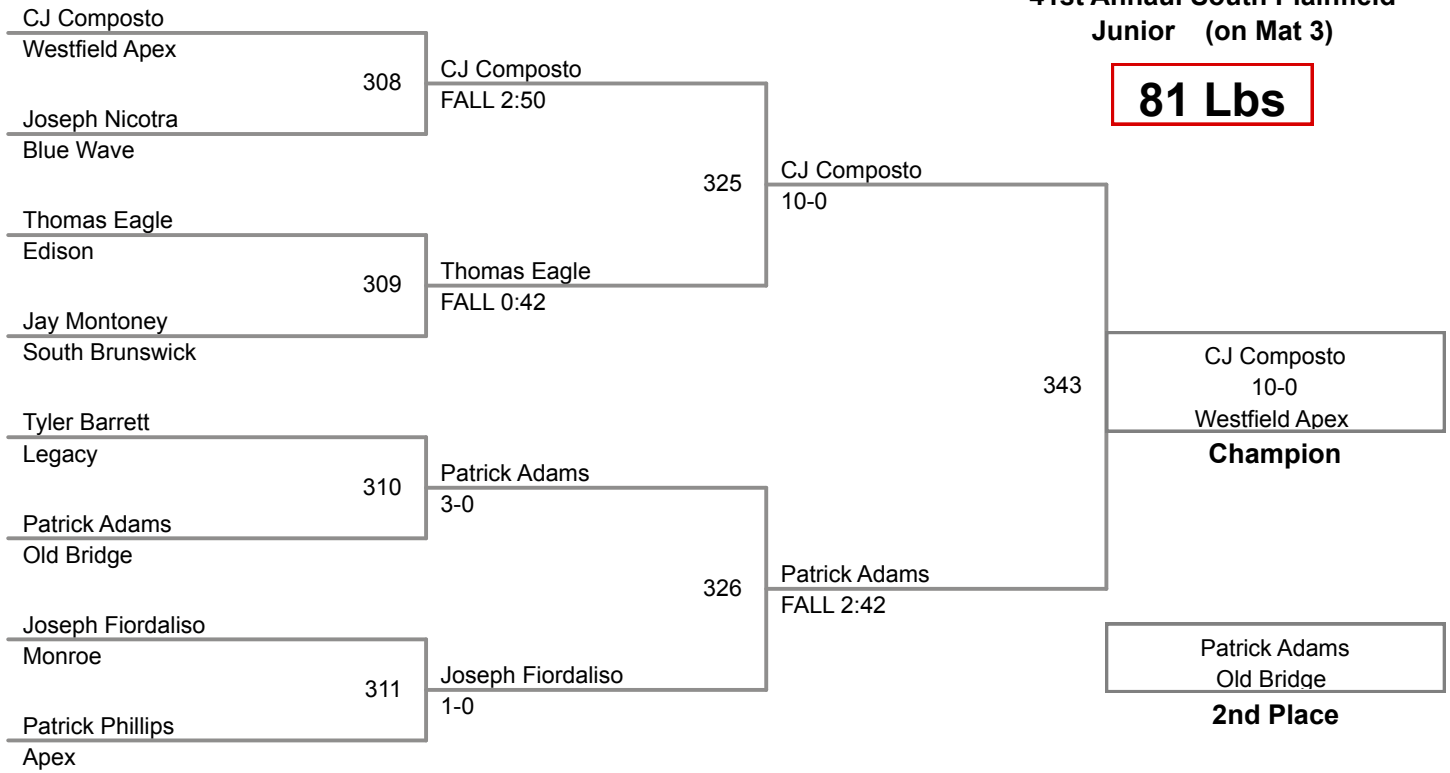 41st Annual South Plainfield
Junior (on Mat 3)
81 Lbs
CJ Composto
Westfield Apex
308
Joseph Nicotra
Blue Wave
Thomas Eagle
Edison
309
Jay Montoney
South Brunswick
Tyler Barrett
Legacy
310
Patrick Adams
Old Bridge
Joseph Fiordaliso
Monroe
311
Patrick Phillips
Apex
CJ Composto
FALL 2:50
325
Thomas Eagle
FALL 0:42
Patrick Adams
3-0
326
Joseph Fiordaliso
1-0
CJ Composto
10-0
343
Patrick Adams
FALL 2:42
CJ Composto
10-0
Westfield Apex
Champion
Patrick Adams
Old Bridge
2nd Place